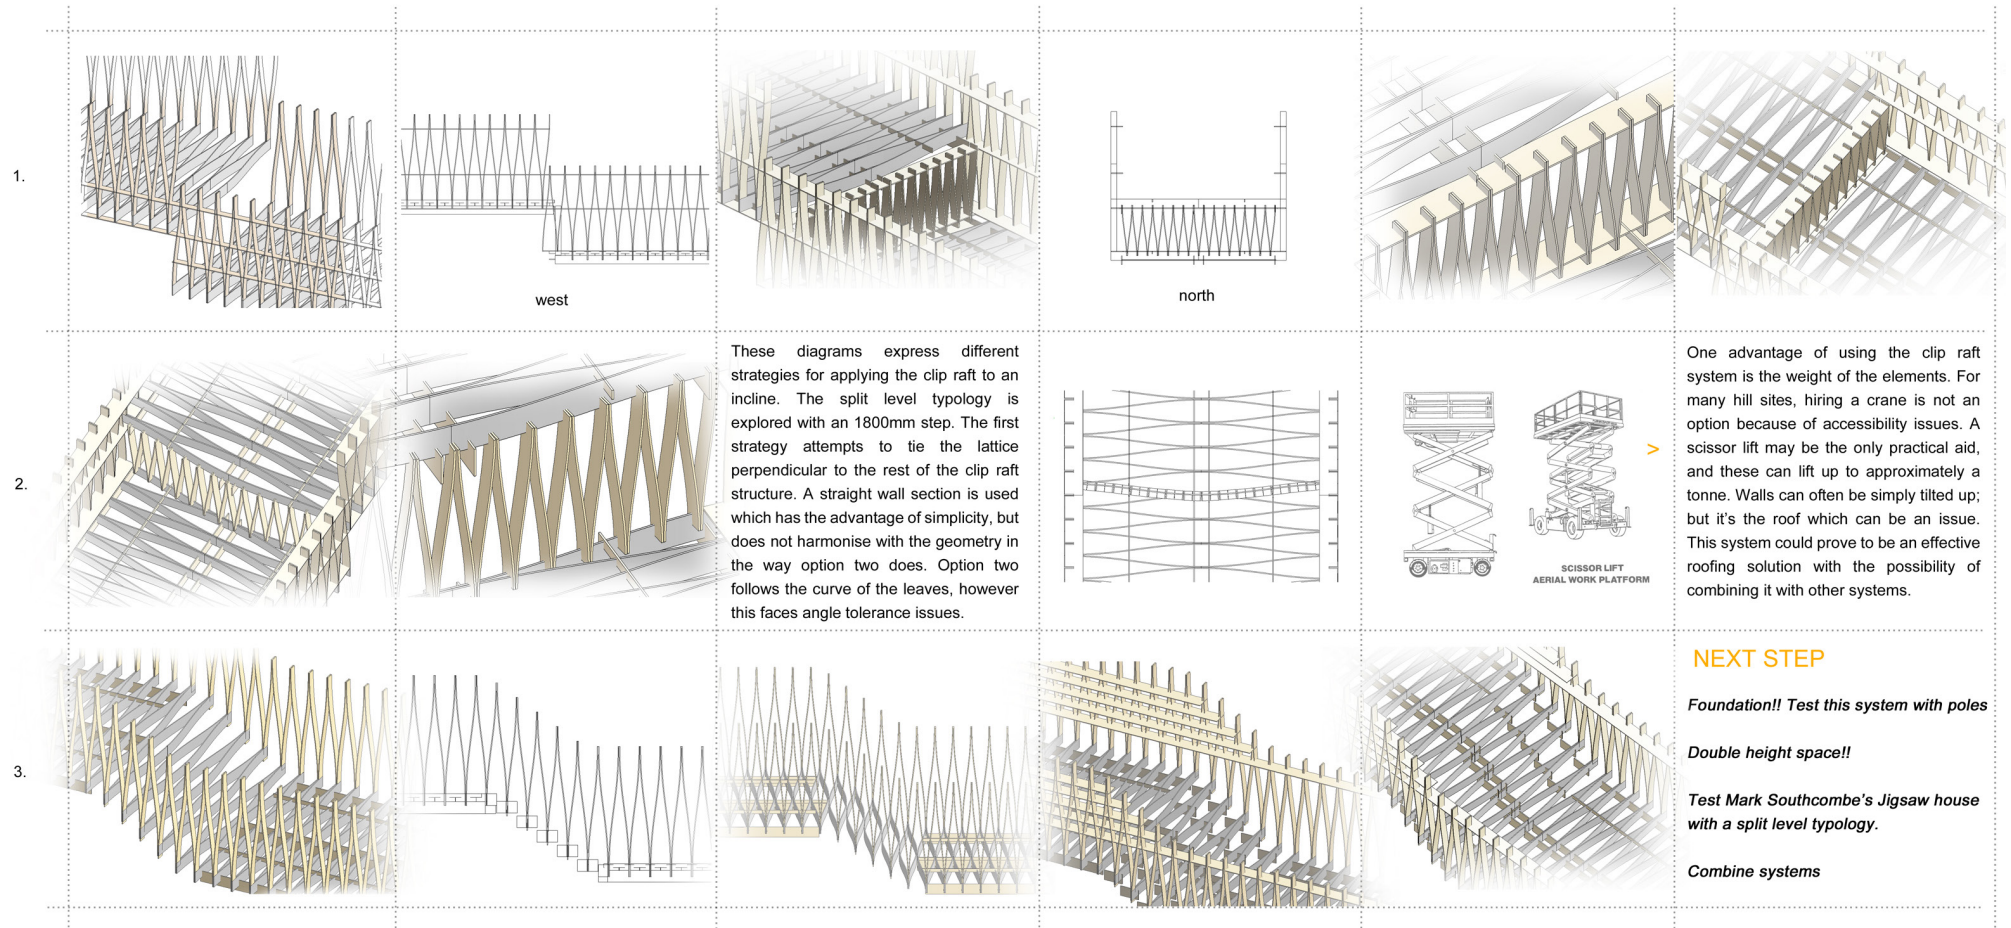 1.
west
north
2.
These diagrams express different
strategies for applying the clip raft to an
incline. The split level typology is
explored with an 1800mm step. The first
strategy attempts to tie the lattice
perpendicular to the rest of the clip raft
structure. A straight wall section is used
which has the advantage of simplicity, but
does not harmonise with the geometry in
the way option two does. Option two
follows the curve of the leaves, however
this faces angle tolerance issues.
SCISSOR LIFT
AERIAL WORK PLATFORM
>
One advantage of using the clip raft
system is the weight of the elements. For
many hill sites, hiring a crane is not an
option because of accessibility issues. A
scissor lift may be the only practical aid,
and these can lift up to approximately a
tonne. Walls can often be simply tilted up;
but it's the roof which can be an issue.
This system could prove to be an effective
roofing solution with the possibility of
combining it with other systems.
3.
NEXT STEP
Foundation!! Test this system with poles
Double height space!!
Test Mark Southcombe's Jigsaw house
with a split level typology.
Combine systems